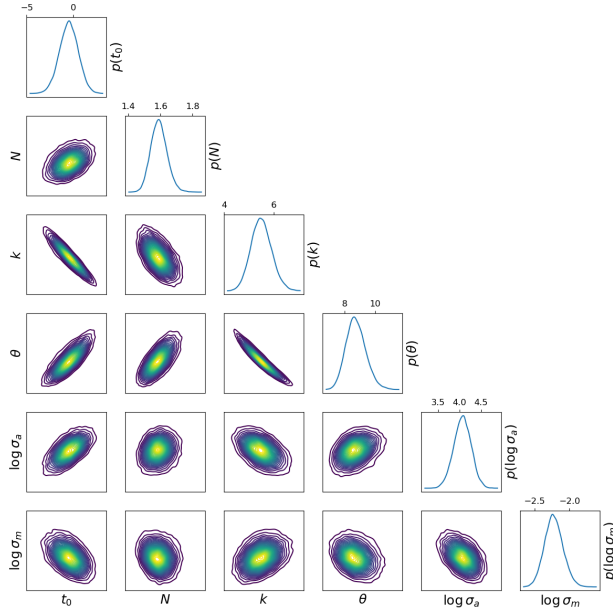 −5 0
p(t₀)
1.4 1.6 1.8
N
p(N)
4 6
k
p(k)
8 10
θ
p(θ)
3.5 4.0 4.5
log σₐ
p(log σₐ)
−2.5 −2.0
log σₘ
p(log σₘ)
t₀ N k θ log σₐ log σₘ